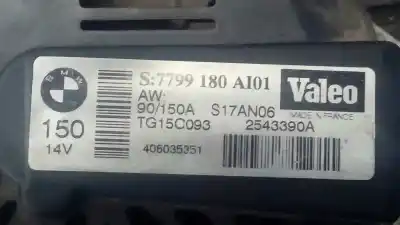 BMW
S:7799 180 AI01
AW:
90/150A S17AN06
Valeo
MADE IN FRANCE
150
14V
TG15C093 2543390A
406035351